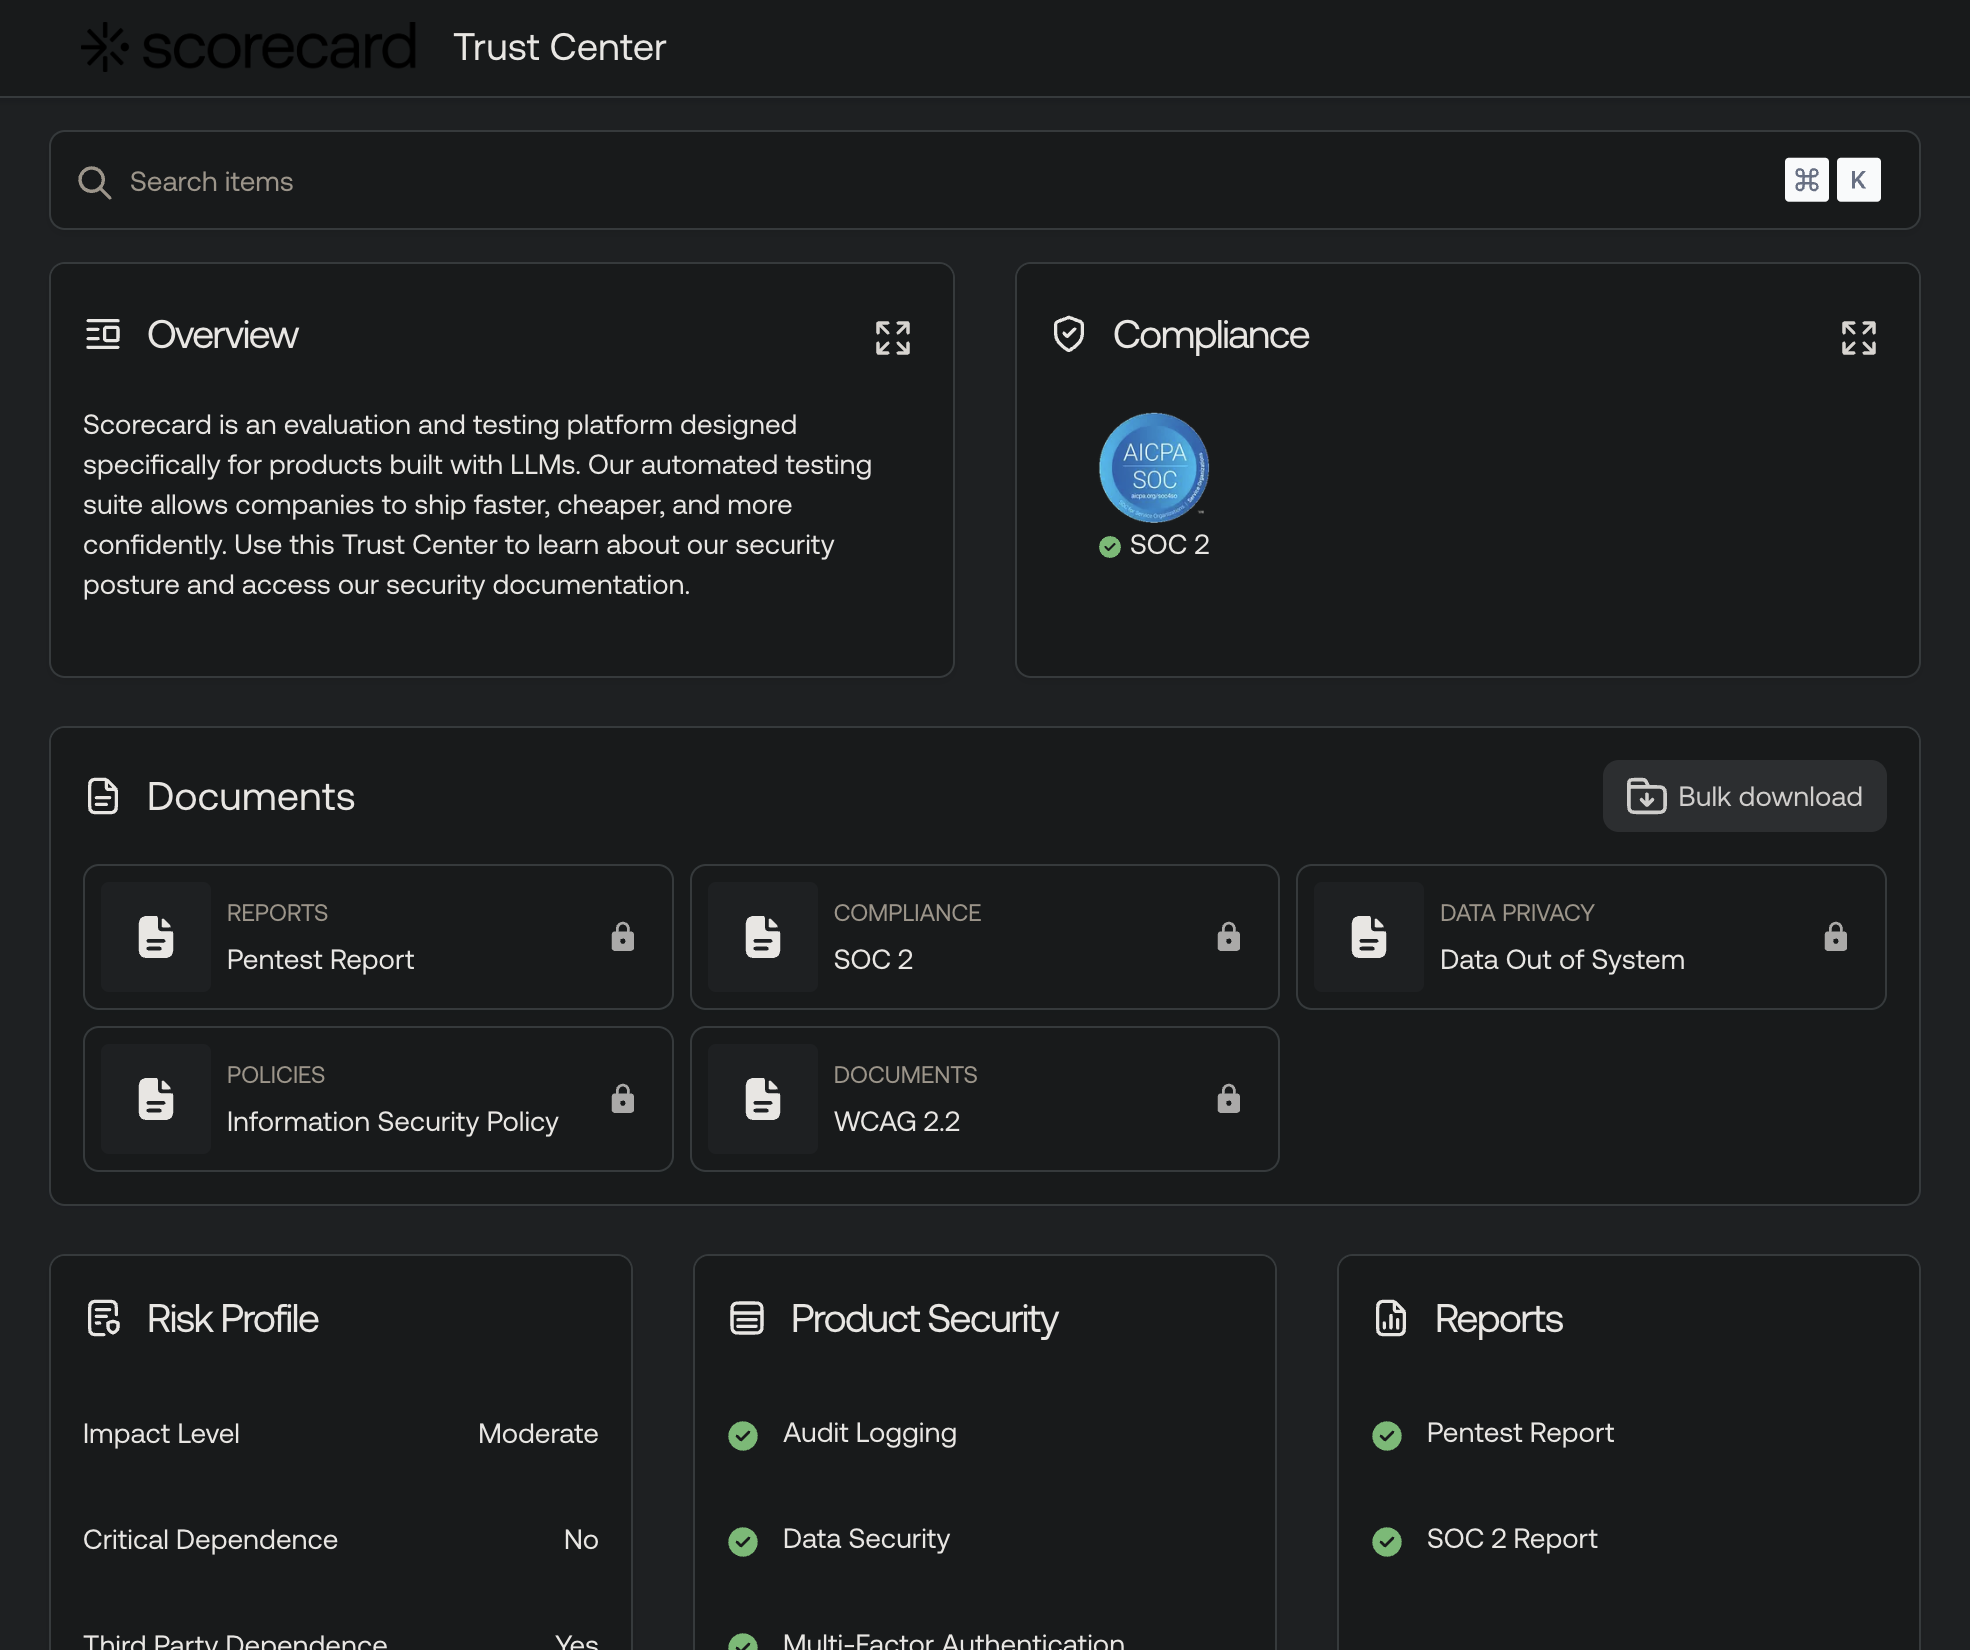 scorecard Trust Center
Search items
⌘ K
Overview
Scorecard is an evaluation and testing platform designed
specifically for products built with LLMs. Our automated testing
suite allows companies to ship faster, cheaper, and more
confidently. Use this Trust Center to learn about our security
posture and access our security documentation.
Compliance
AICPA
SOC
aicpa.org/soc4so
SOC 2
Documents
Bulk download
REPORTS
Pentest Report
COMPLIANCE
SOC 2
DATA PRIVACY
Data Out of System
POLICIES
Information Security Policy
DOCUMENTS
WCAG 2.2
Risk Profile
Impact Level Moderate
Critical Dependence No
Third Party Dependence Yes
Product Security
Audit Logging
Data Security
Multi-Factor Authentication
Reports
Pentest Report
SOC 2 Report